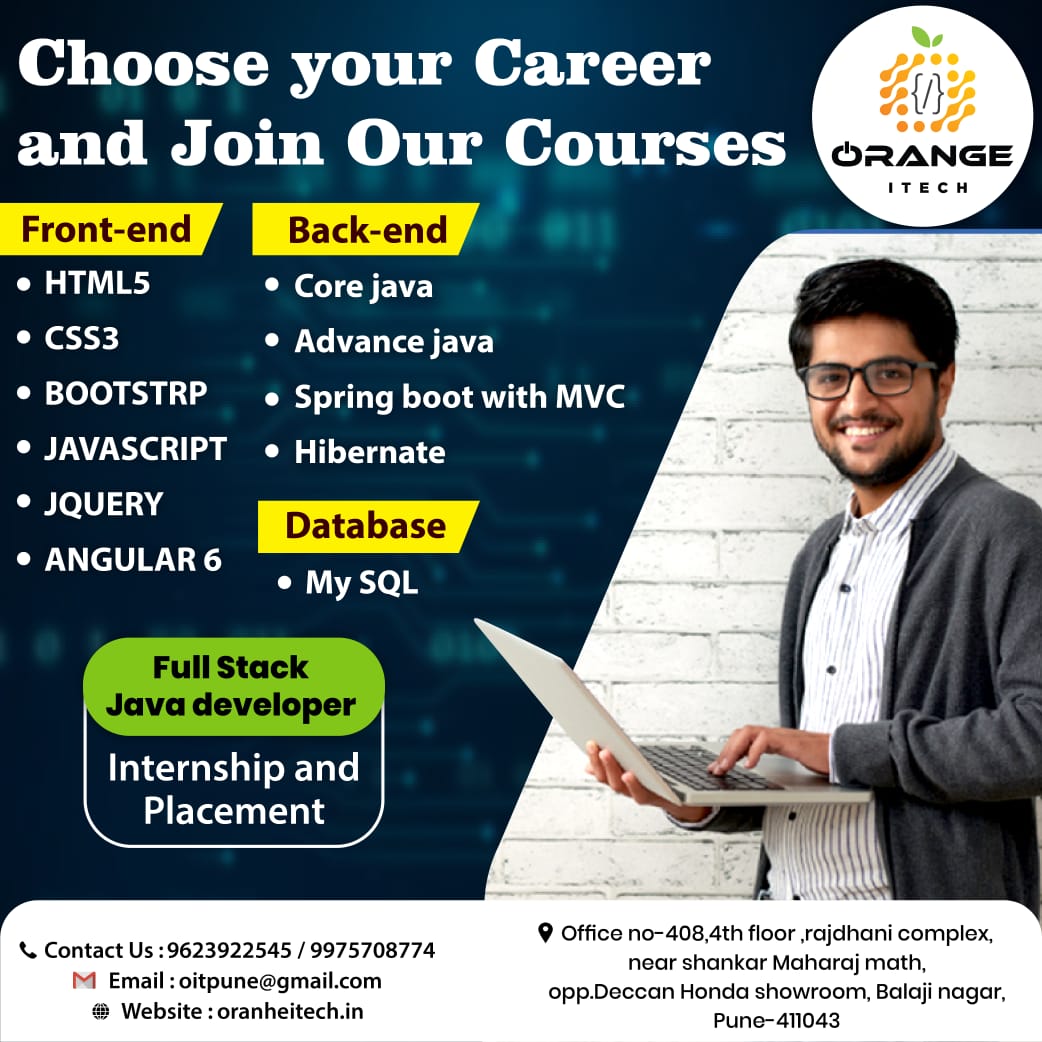 Choose your Career
and Join Our Courses
ORANGE
ITECH
Front-end
• HTML5
• CSS3
• BOOTSTRP
• JAVASCRIPT
• JQUERY
• ANGULAR 6
Back-end
• Core java
• Advance java
• Spring boot with MVC
• Hibernate
Database
• My SQL
Full Stack
Java developer
Internship and
Placement
Contact Us : 9623922545 / 9975708774
Email : oitpune@gmail.com
Website : oranheitech.in
Office no-408,4th floor ,rajdhani complex,
near shankar Maharaj math,
opp.Deccan Honda showroom, Balaji nagar,
Pune-411043